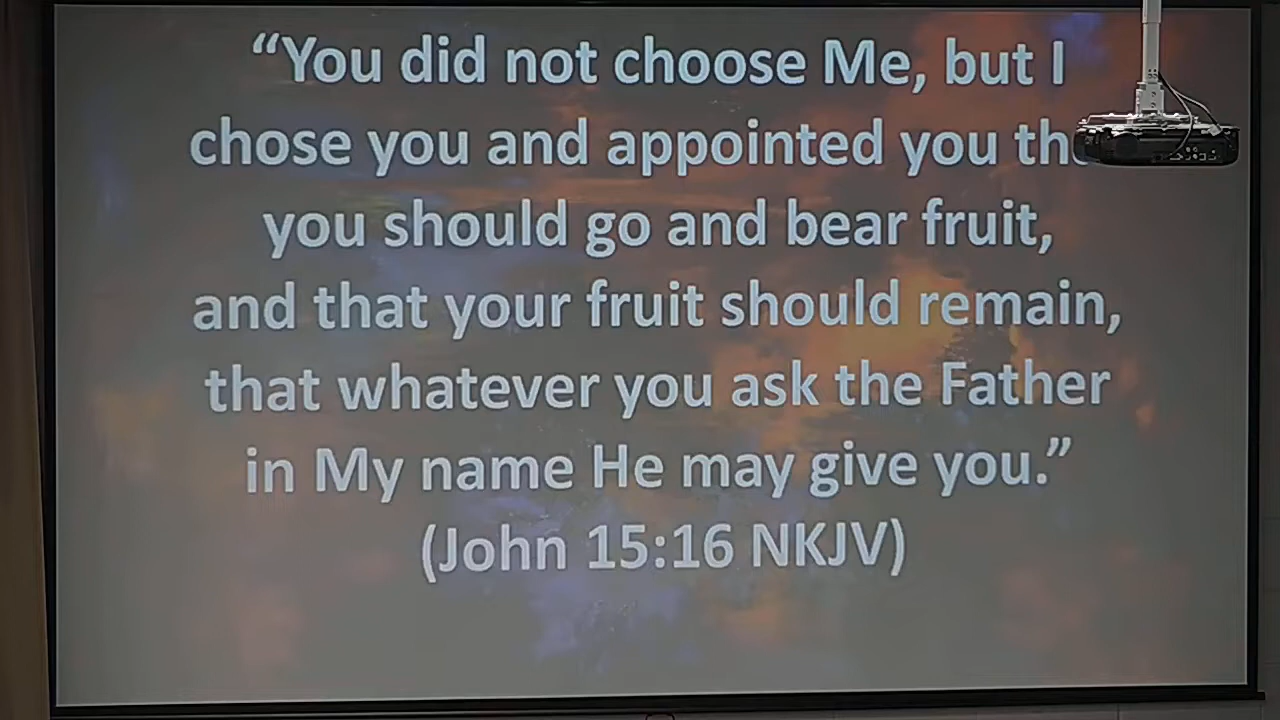 “You did not choose Me, but I
chose you and appointed you
you should go and bear fruit,
and that your fruit should remain,
that whatever you ask the Father
in My name He may give you.”
(John 15:16 NKJV)